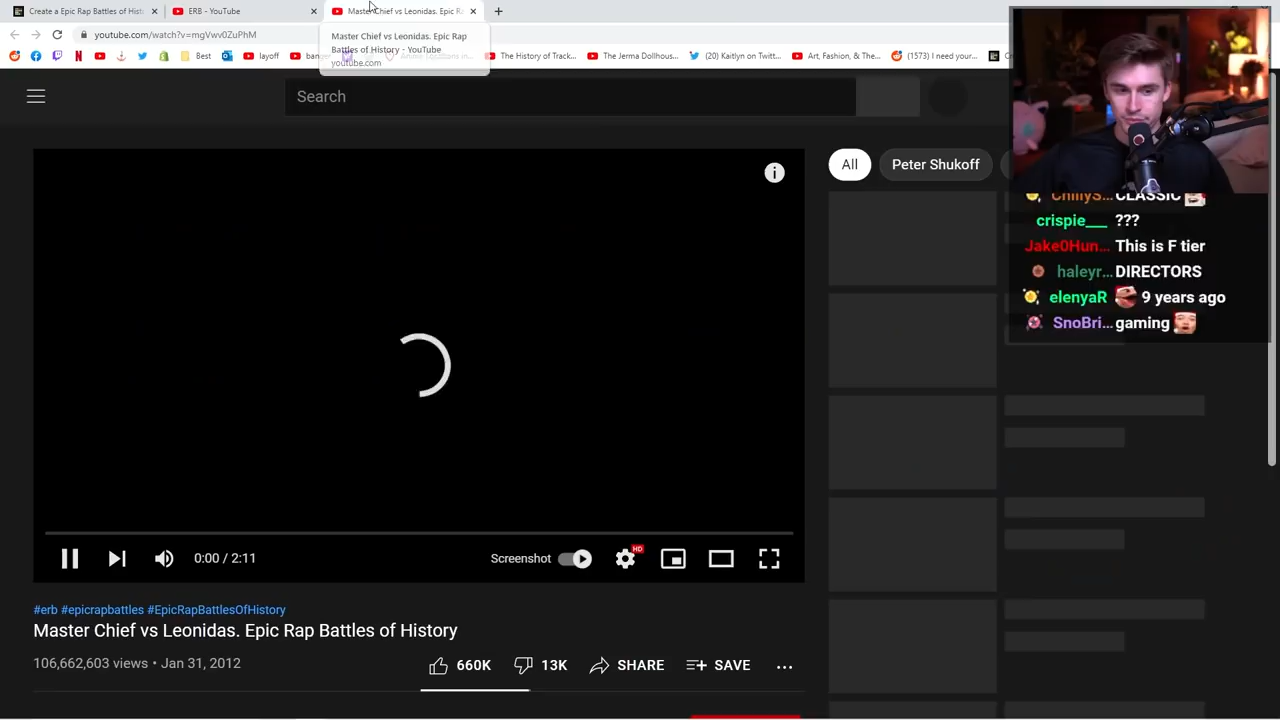 Create a Epic Rap Battles of Hist
ERB - YouTube
Master Chief vs Leonidas. Epic R
youtube.com/watch?v=mgVwv0ZuPhM
Master Chief vs Leonidas. Epic Rap
Battles of History - YouTube
youtube.com
Best
layoff
The History of Track...
The Jerma Dollhous...
(20) Kaitlyn on Twitt...
Art, Fashion, & The...
(1573) I need your...
Search
All
Peter Shukoff
CLASSIC
crispie___ ???
Jake0Hun... This is F tier
haleyr... DIRECTORS
elenyaR 9 years ago
SnoBri... gaming
0:00 / 2:11
Screenshot
HD
#erb #epicrapbattles #EpicRapBattlesOfHistory
Master Chief vs Leonidas. Epic Rap Battles of History
106,662,603 views • Jan 31, 2012
660K
13K
SHARE
SAVE